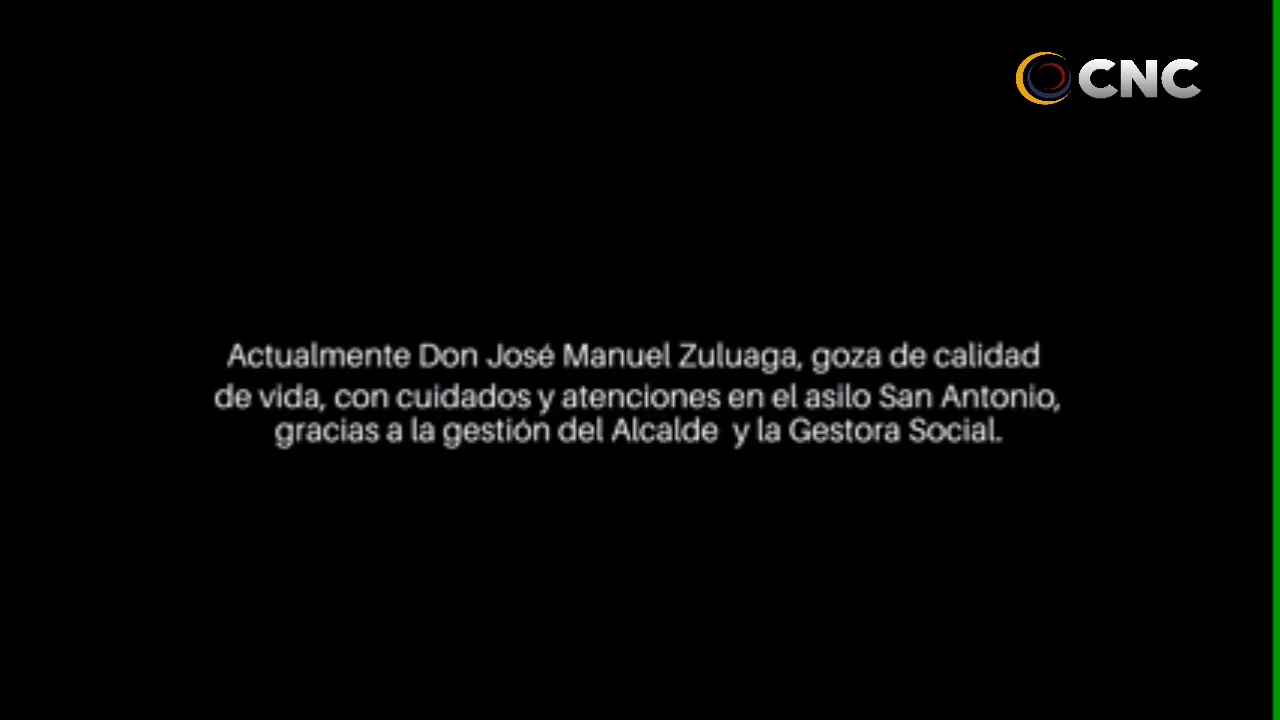 CNC
Actualmente Don José Manuel Zuluaga, goza de calidad
de vida, con cuidados y atenciones en el asilo San Antonio,
gracias a la gestión del Alcalde  y la Gestora Social.